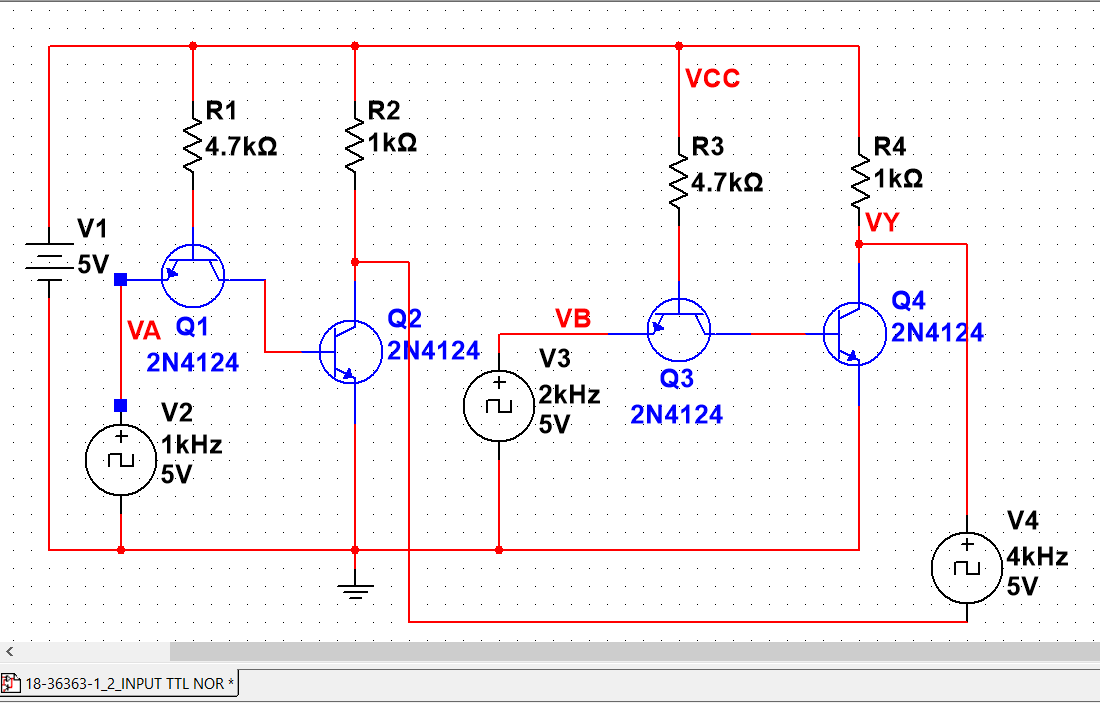 VCC
R1
4.7kΩ
R2
1kΩ
R3
4.7kΩ
R4
1kΩ
VY
V1
5V
VA
Q1
2N4124
Q2
2N4124
VB
Q3
2N4124
Q4
2N4124
V2
1kHz
5V
V3
2kHz
5V
V4
4kHz
5V
18-36363-1_2_INPUT TTL NOR *